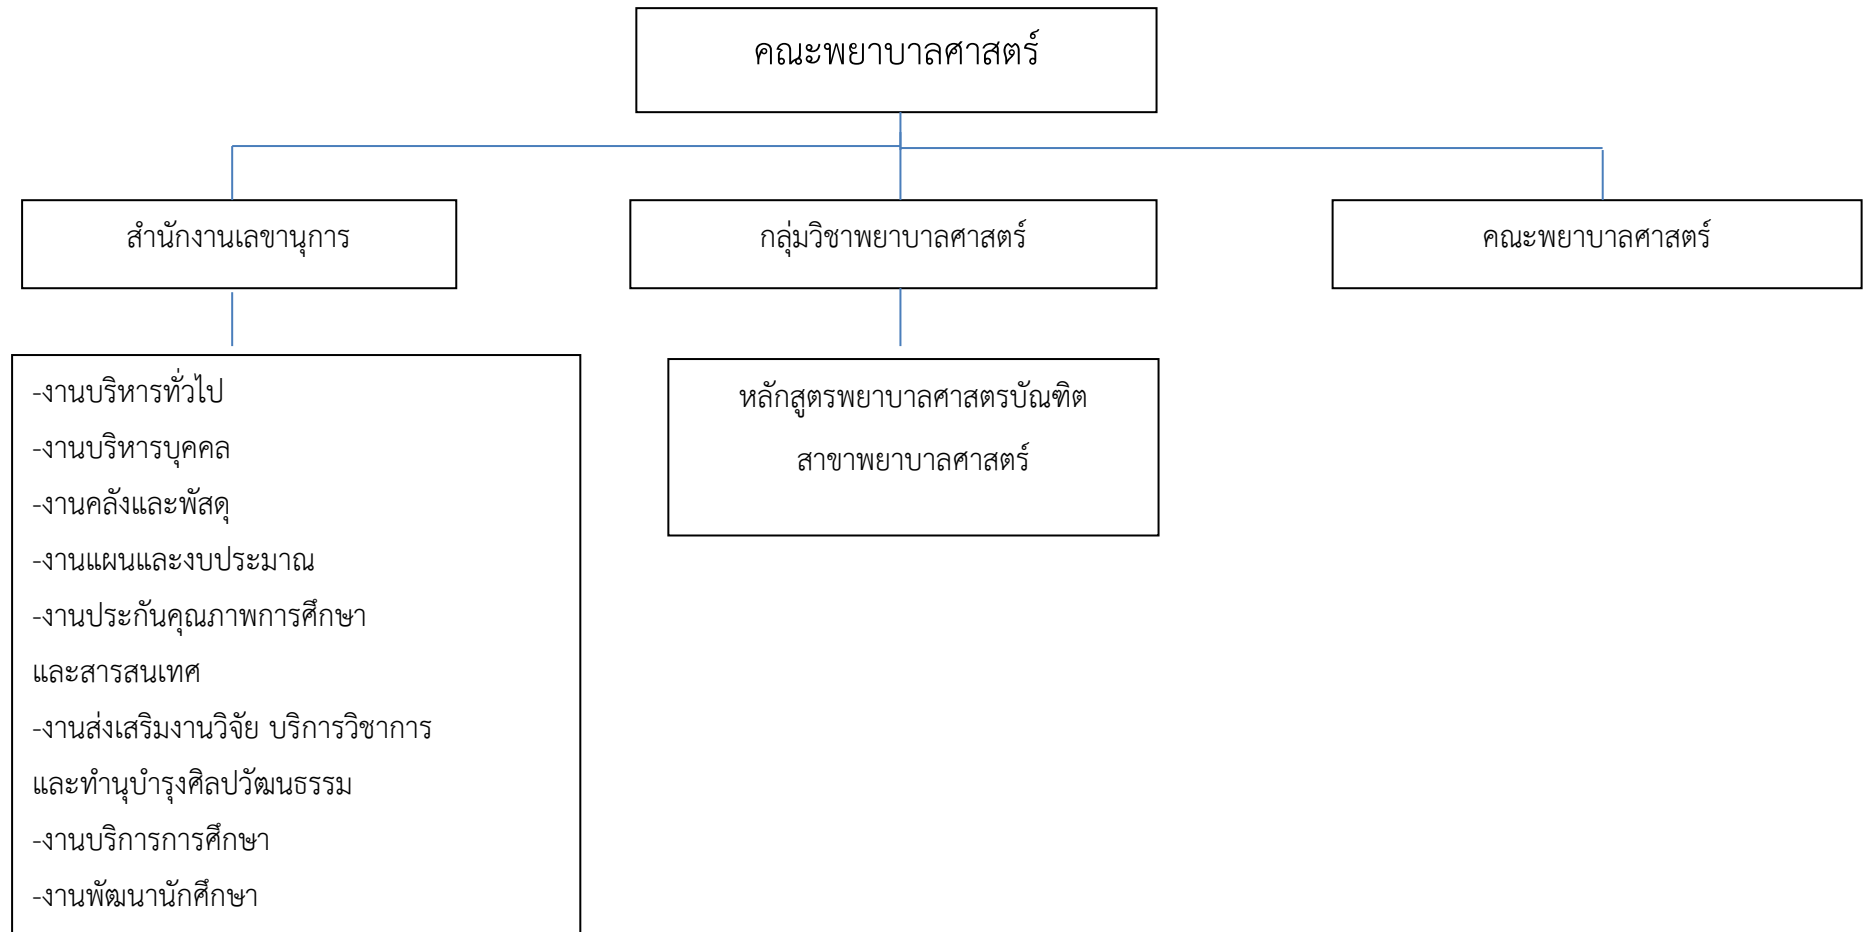 คณะพยาบาลศาสตร์
สำนักงานเลขานุการ
กลุ่มวิชาพยาบาลศาสตร์
คณะพยาบาลศาสตร์
-งานบริหารทั่วไป
-งานบริหารบุคคล
-งานคลังและพัสดุ
-งานแผนและงบประมาณ
-งานประกันคุณภาพการศึกษา
และสารสนเทศ
-งานส่งเสริมงานวิจัย บริการวิชาการ
และทำนุบำรุงศิลปวัฒนธรรม
-งานบริการการศึกษา
-งานพัฒนานักศึกษา
หลักสูตรพยาบาลศาสตรบัณฑิต
สาขาพยาบาลศาสตร์